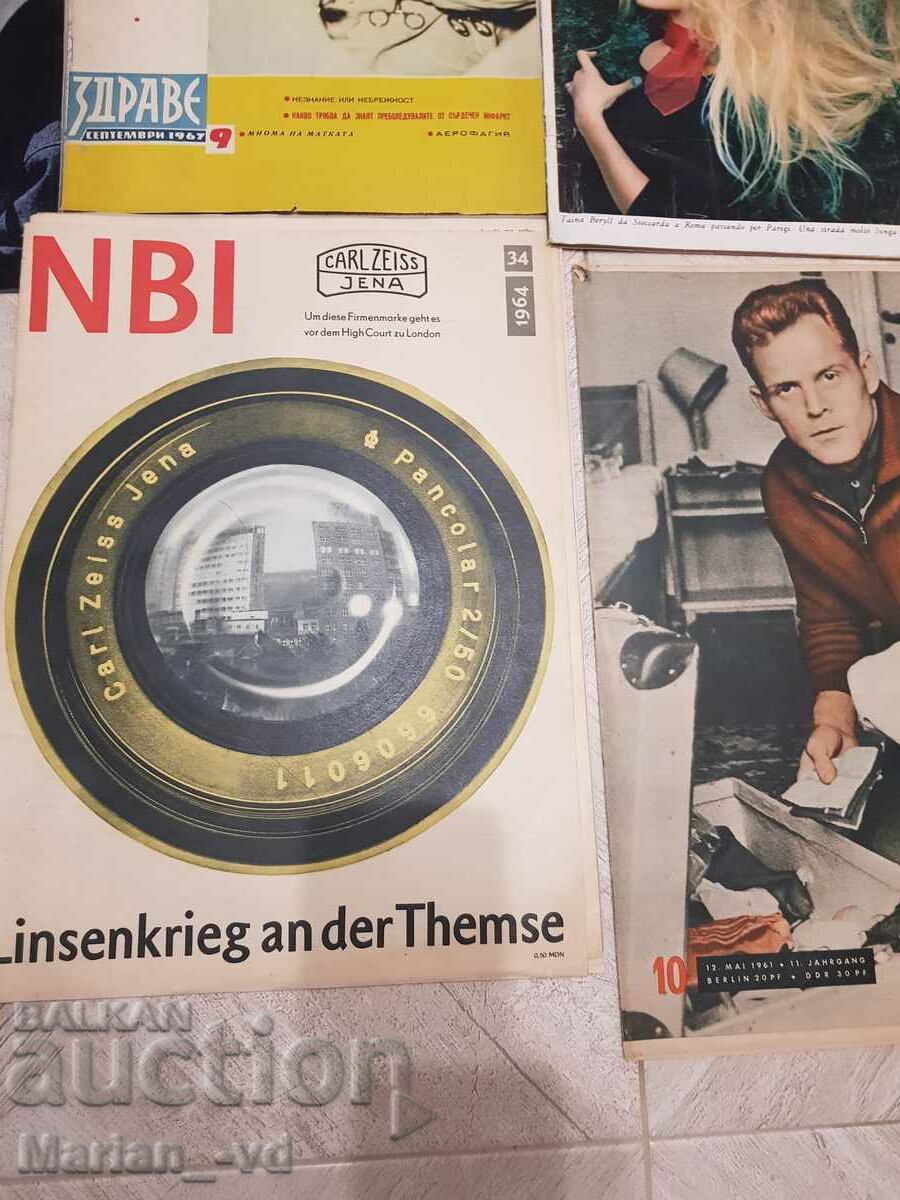 ЗДРАВЕ
СЕПТЕМВРИ 1967 9
• НЕЗНАНИЕ ИЛИ НЕБРЕЖНОСТ
• КАКВО ТРЯБВА ДА ЗНАЯТ ПРЕБОЛЕДУВАЛИТЕ ОТ СЪРДЕЧЕН ИНФАРКТ
• МИОМА НА МАТКАТА • АЕРОФАГИЯ
Taina Beryll da Stoccarda a Roma passando per Parigi. Una strada molto lunga
NBI
CARL ZEISS
JENA
34
1964
Um diese Firmenmarke geht es
vor dem High Court zu London
Carl Zeiss Jena Pancolar 2/50 6606011
Linsenkrieg an der Themse
0,50 MDN
10
12. MAI 1961 • 11. JAHRGANG
BERLIN 20 PF • DDR 30 PF
BALKAN
auction
Marian_-vd